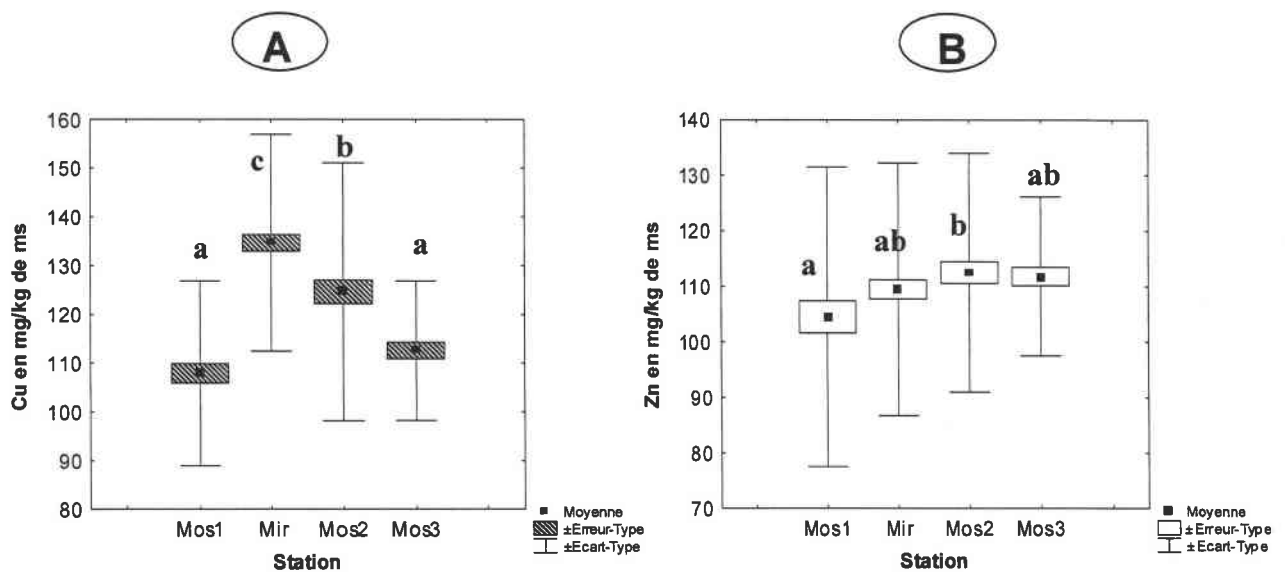 A
Cu en mg/kg de ms
160
150
140
130
120
110
100
90
80
a
c
b
a
Mos1 Mir Mos2 Mos3
Station
Moyenne
±Erreur-Type
±Ecart-Type
B
Zn en mg/kg de ms
140
130
120
110
100
90
80
70
a
ab
b
ab
Mos1 Mir Mos2 Mos3
Station
Moyenne
±Erreur-Type
±Ecart-Type